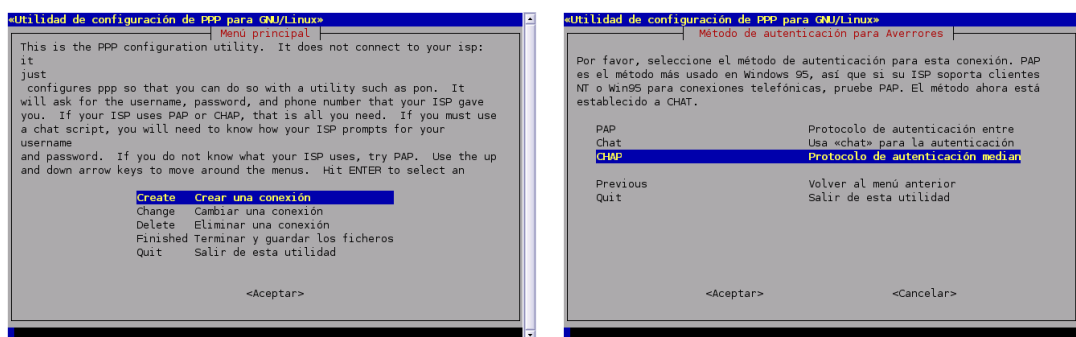 «Utilidad de configuración de PPP para GNU/Linux»
Menú principal
This is the PPP configuration utility.  It does not connect to your isp:
it
just
configures ppp so that you can do so with a utility such as pon.  It
will ask for the username, password, and phone number that your ISP gave
you.  If your ISP uses PAP or CHAP, that is all you need.  If you must use
a chat script, you will need to know how your ISP prompts for your
username
and password.  If you do not know what your ISP uses, try PAP.  Use the up
and down arrow keys to move around the menus.  Hit ENTER to select an
Create Crear una conexión
Change Cambiar una conexión
Delete Eliminar una conexión
Finished Terminar y guardar los ficheros
Quit Salir de esta utilidad
<Aceptar>
«Utilidad de configuración de PPP para GNU/Linux»
Método de autenticación para Averrores
Por favor, seleccione el método de autenticación para esta conexión. PAP
es el método más usado en Windows 95, así que si su ISP soporta clientes
NT o Win95 para conexiones telefónicas, pruebe PAP. El método ahora está
establecido a CHAT.
PAP Protocolo de autenticación entre
Chat Usa «chat» para la autenticación
CHAP Protocolo de autenticación median
Previous Volver al menú anterior
Quit Salir de esta utilidad
<Aceptar> <Cancelar>